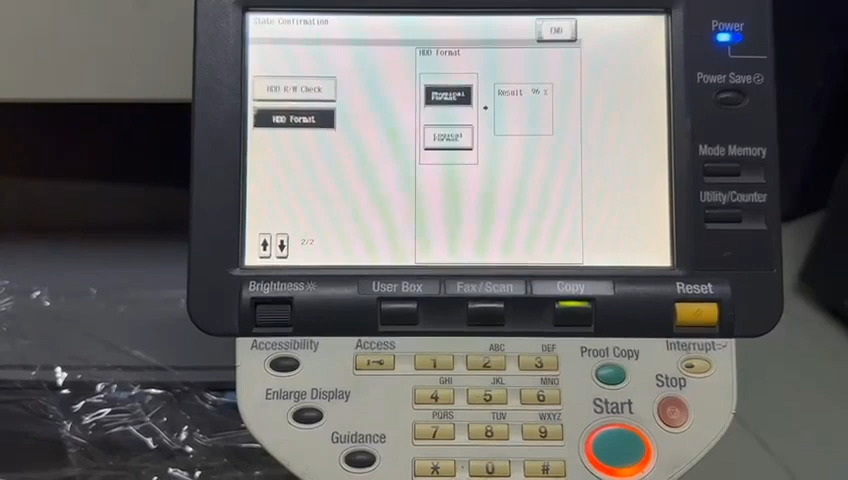 State Confirmation
END
HDD Format
HDD R/W Check
HDD Format
Physical Format
Result 96 %
Logical Format
2/2
Power
Power Save
Mode Memory
Utility/Counter
Brightness
User Box
Fax/Scan
Copy
Reset
Accessibility
Access
ABC
DEF
1
2
3
Proof Copy
Interrupt
GHI
JKL
MNO
Enlarge Display
4
5
6
Stop
Start
PQRS
TUV
WXYZ
7
8
9
Guidance
*
0
#